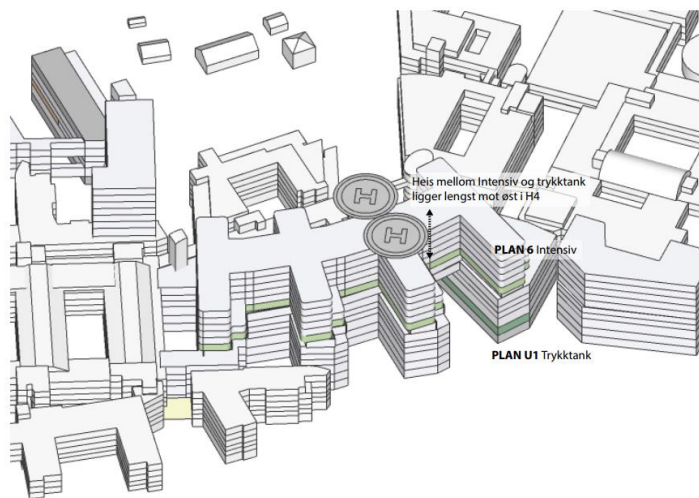 Heis mellom Intensiv og trykktank
ligger lengst mot øst i H4
H
H
PLAN 6 Intensiv
PLAN U1 Trykktank